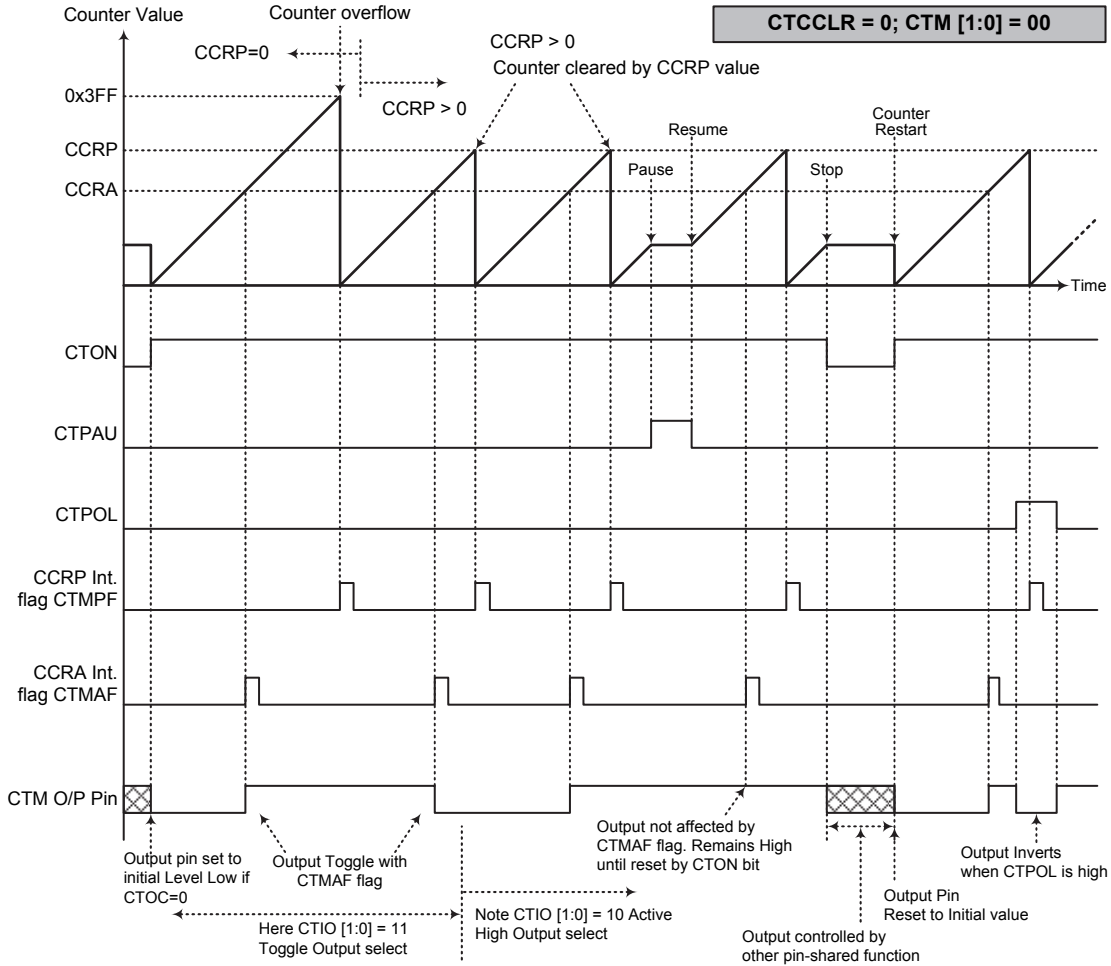 Counter Value
Counter overflow
CTCCLR = 0; CTM [1:0] = 00
CCRP=0
CCRP > 0
CCRP > 0
Counter cleared by CCRP value
0x3FF
CCRP
CCRA
Pause
Resume
Stop
Counter
Restart
Time
CTON
CTPAU
CTPOL
CCRP Int.
flag CTMPF
CCRA Int.
flag CTMAF
CTM O/P Pin
Output pin set to
initial Level Low if
CTOC=0
Output Toggle with
CTMAF flag
Here CTIO [1:0] = 11
Toggle Output select
Note CTIO [1:0] = 10 Active
High Output select
Output not affected by
CTMAF flag. Remains High
until reset by CTON bit
Output controlled by
other pin-shared function
Output Pin
Reset to Initial value
Output Inverts
when CTPOL is high